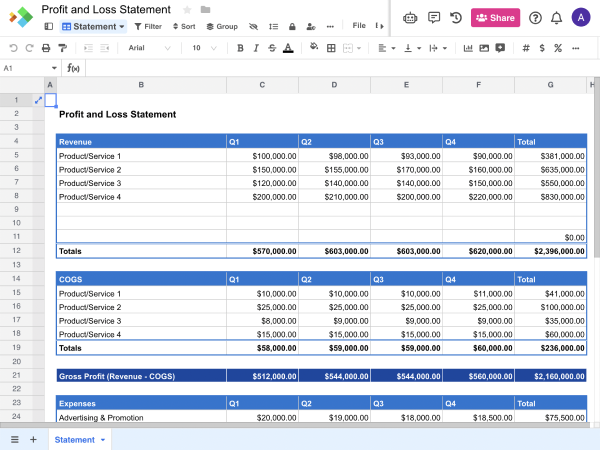 Profit and Loss Statement
Statement Filter Sort Group ... File
Share ? A
Arial 10 B I S A # $ % ...
A1 f(x)
A B C D E F G H
1
2 Profit and Loss Statement
3
4 Revenue Q1 Q2 Q3 Q4 Total
5 Product/Service 1 $100,000.00 $98,000.00 $93,000.00 $90,000.00 $381,000.00
6 Product/Service 2 $150,000.00 $155,000.00 $170,000.00 $160,000.00 $635,000.00
7 Product/Service 3 $120,000.00 $140,000.00 $140,000.00 $150,000.00 $550,000.00
8 Product/Service 4 $200,000.00 $210,000.00 $200,000.00 $220,000.00 $830,000.00
9
10
11 $0.00
12 Totals $570,000.00 $603,000.00 $603,000.00 $620,000.00 $2,396,000.00
13
14 COGS Q1 Q2 Q3 Q4 Total
15 Product/Service 1 $10,000.00 $10,000.00 $10,000.00 $11,000.00 $41,000.00
16 Product/Service 2 $25,000.00 $25,000.00 $25,000.00 $25,000.00 $100,000.00
17 Product/Service 3 $8,000.00 $9,000.00 $9,000.00 $9,000.00 $35,000.00
18 Product/Service 4 $15,000.00 $15,000.00 $15,000.00 $15,000.00 $60,000.00
19 Totals $58,000.00 $59,000.00 $59,000.00 $60,000.00 $236,000.00
20
21 Gross Profit (Revenue - COGS) $512,000.00 $544,000.00 $544,000.00 $560,000.00 $2,160,000.00
22
23 Expenses Q1 Q2 Q3 Q4 Total
24 Advertising & Promotion $20,000.00 $19,000.00 $18,000.00 $18,500.00 $75,500.00
Statement